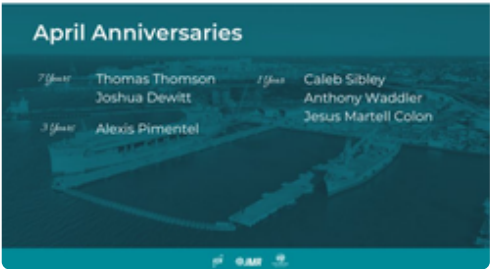 April Anniversaries
7 Years
Thomas Thomson
Joshua Dewitt
3 Years
Alexis Pimentel
1 Year
Caleb Sibley
Anthony Waddler
Jesus Martell Colon